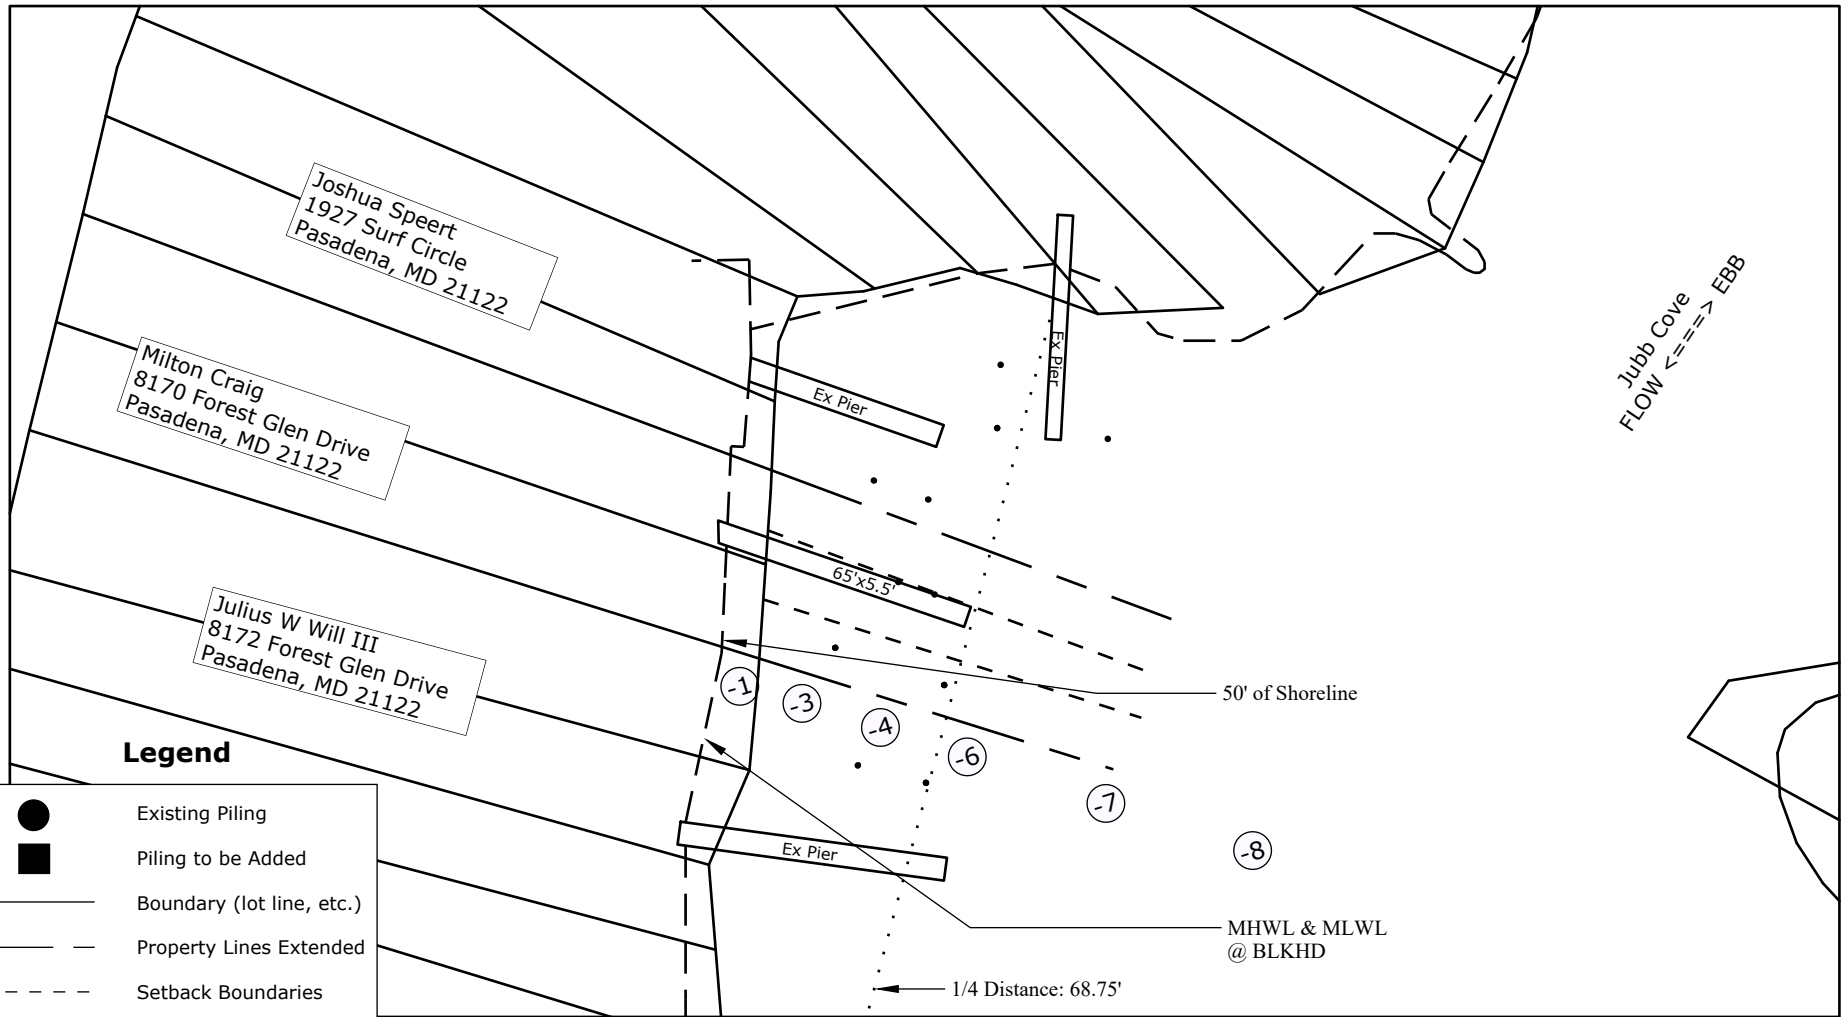 Joshua Speert
1927 Surf Circle
Pasadena, MD 21122
Milton Craig
8170 Forest Glen Drive
Pasadena, MD 21122
Julius W Will III
8172 Forest Glen Drive
Pasadena, MD 21122
Ex Pier
Ex Pier
65'x5.5'
Ex Pier
Jubb Cove
FLOW <===> EBB
-1
-3
-4
-6
-7
-8
50' of Shoreline
MHWL & MLWL
@ BLKHD
1/4 Distance: 68.75'
Legend
Existing Piling
Piling to be Added
Boundary (lot line, etc.)
Property Lines Extended
Setback Boundaries